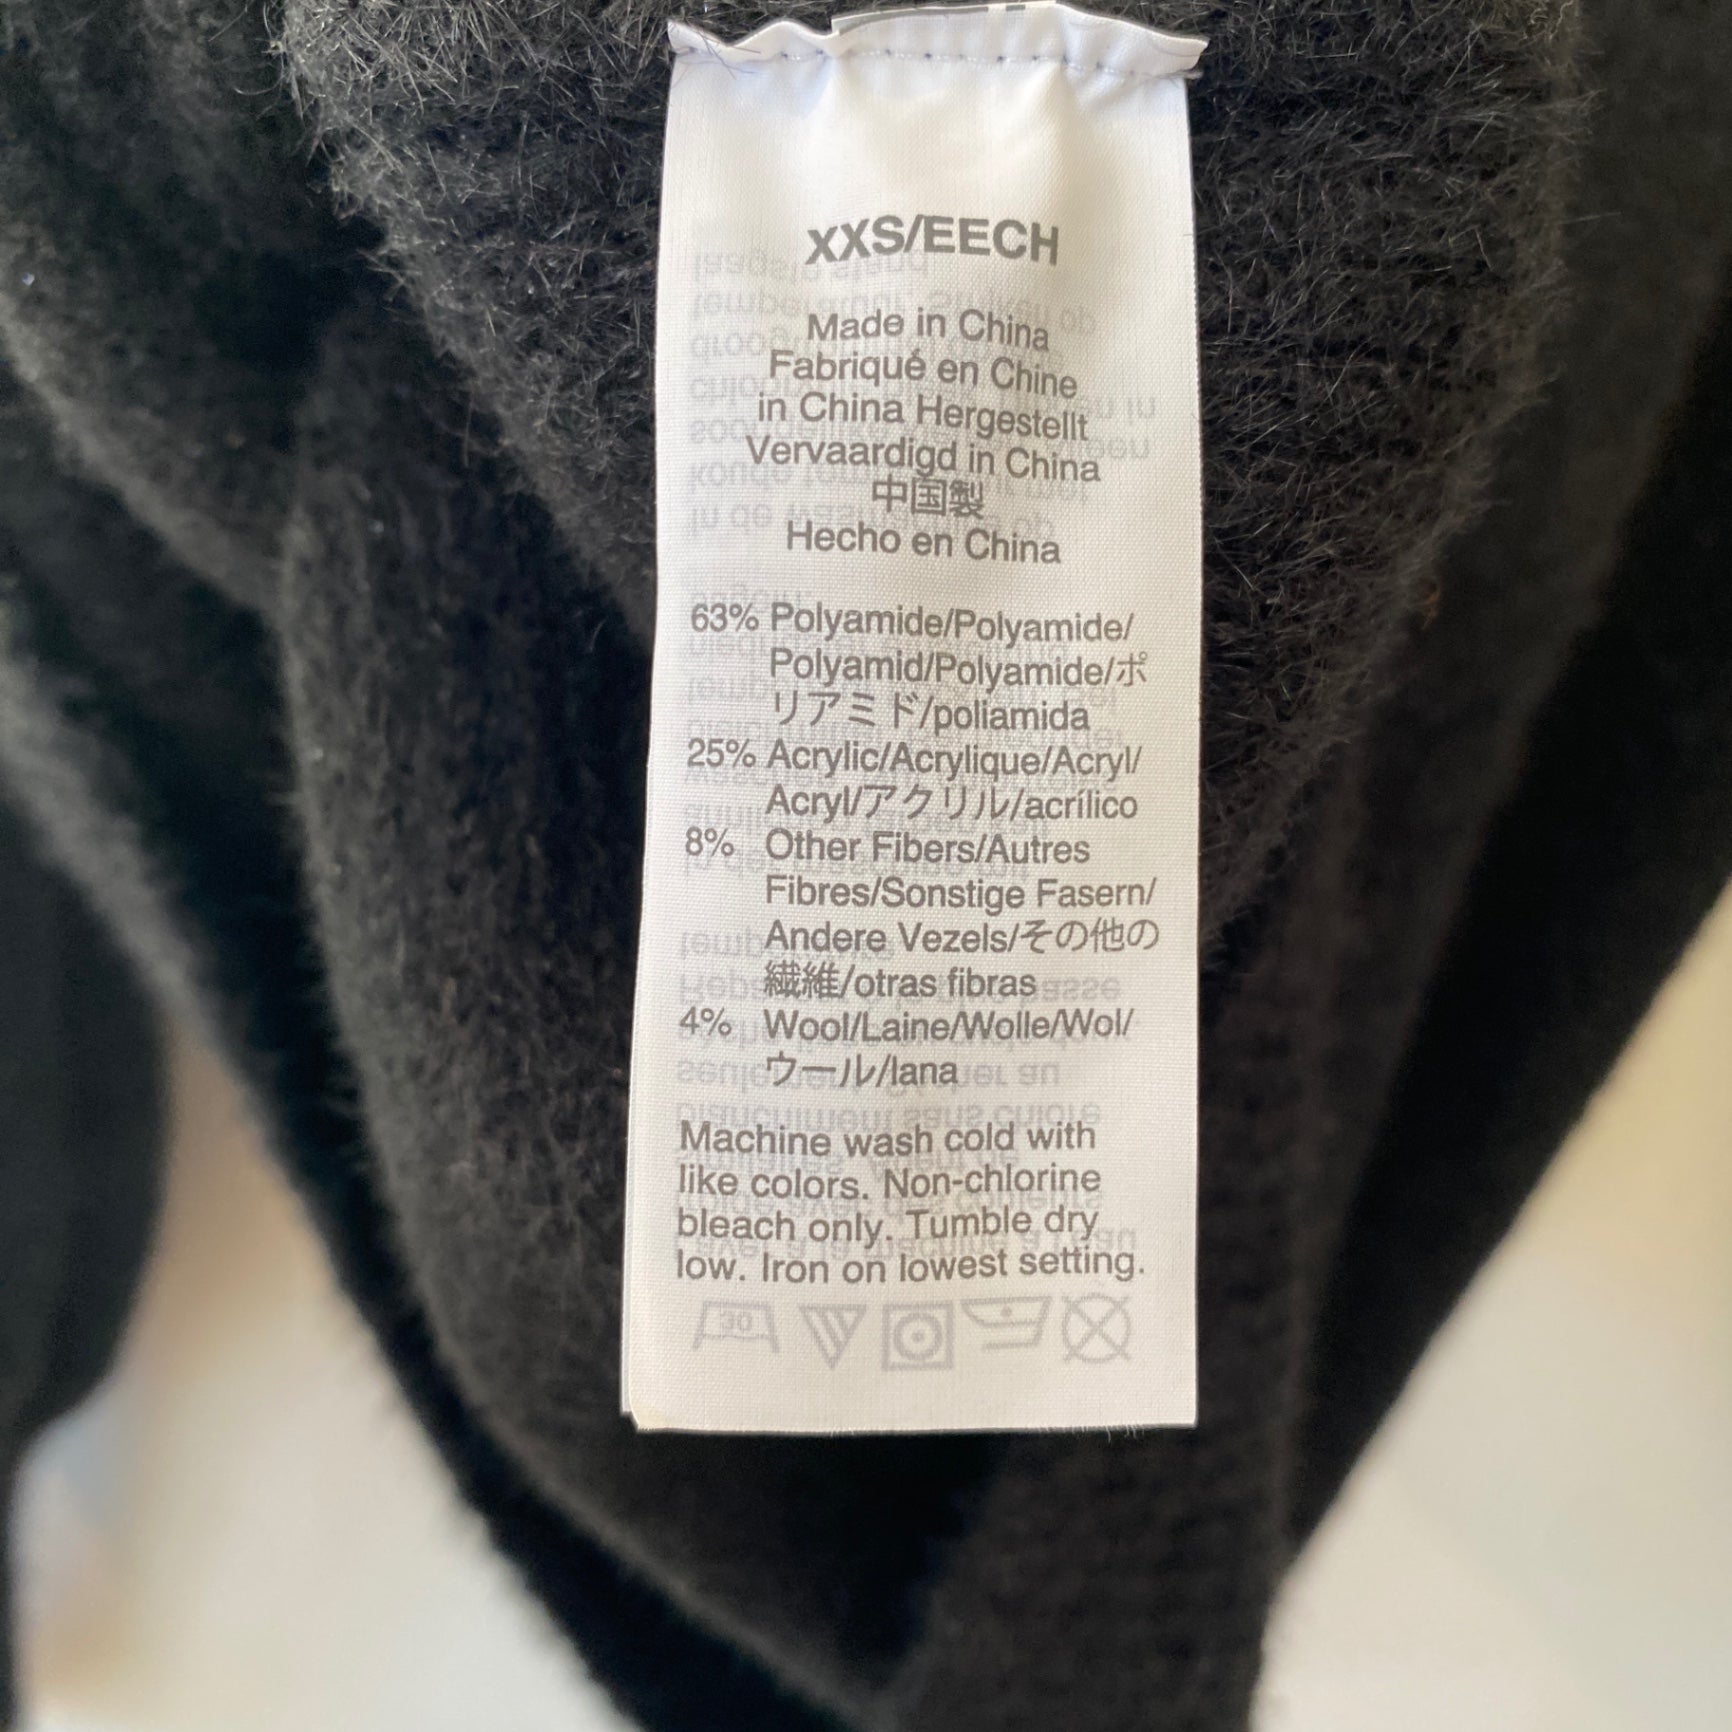 XXS/EECH
Made in China
Fabriqué en Chine
in China Hergestellt
Vervaardigd in China
中国製
Hecho en China
63% Polyamide/Polyamide/
Polyamid/Polyamide/ポ
リアミド/poliamida
25% Acrylic/Acrylique/Acryl/
Acryl/アクリル/acrílico
8% Other Fibers/Autres
Fibres/Sonstige Fasern/
Andere Vezels/その他の
繊維/otras fibras
4% Wool/Laine/Wolle/Wol/
ウール/lana
Machine wash cold with
like colors. Non-chlorine
bleach only. Tumble dry
low. Iron on lowest setting.
30